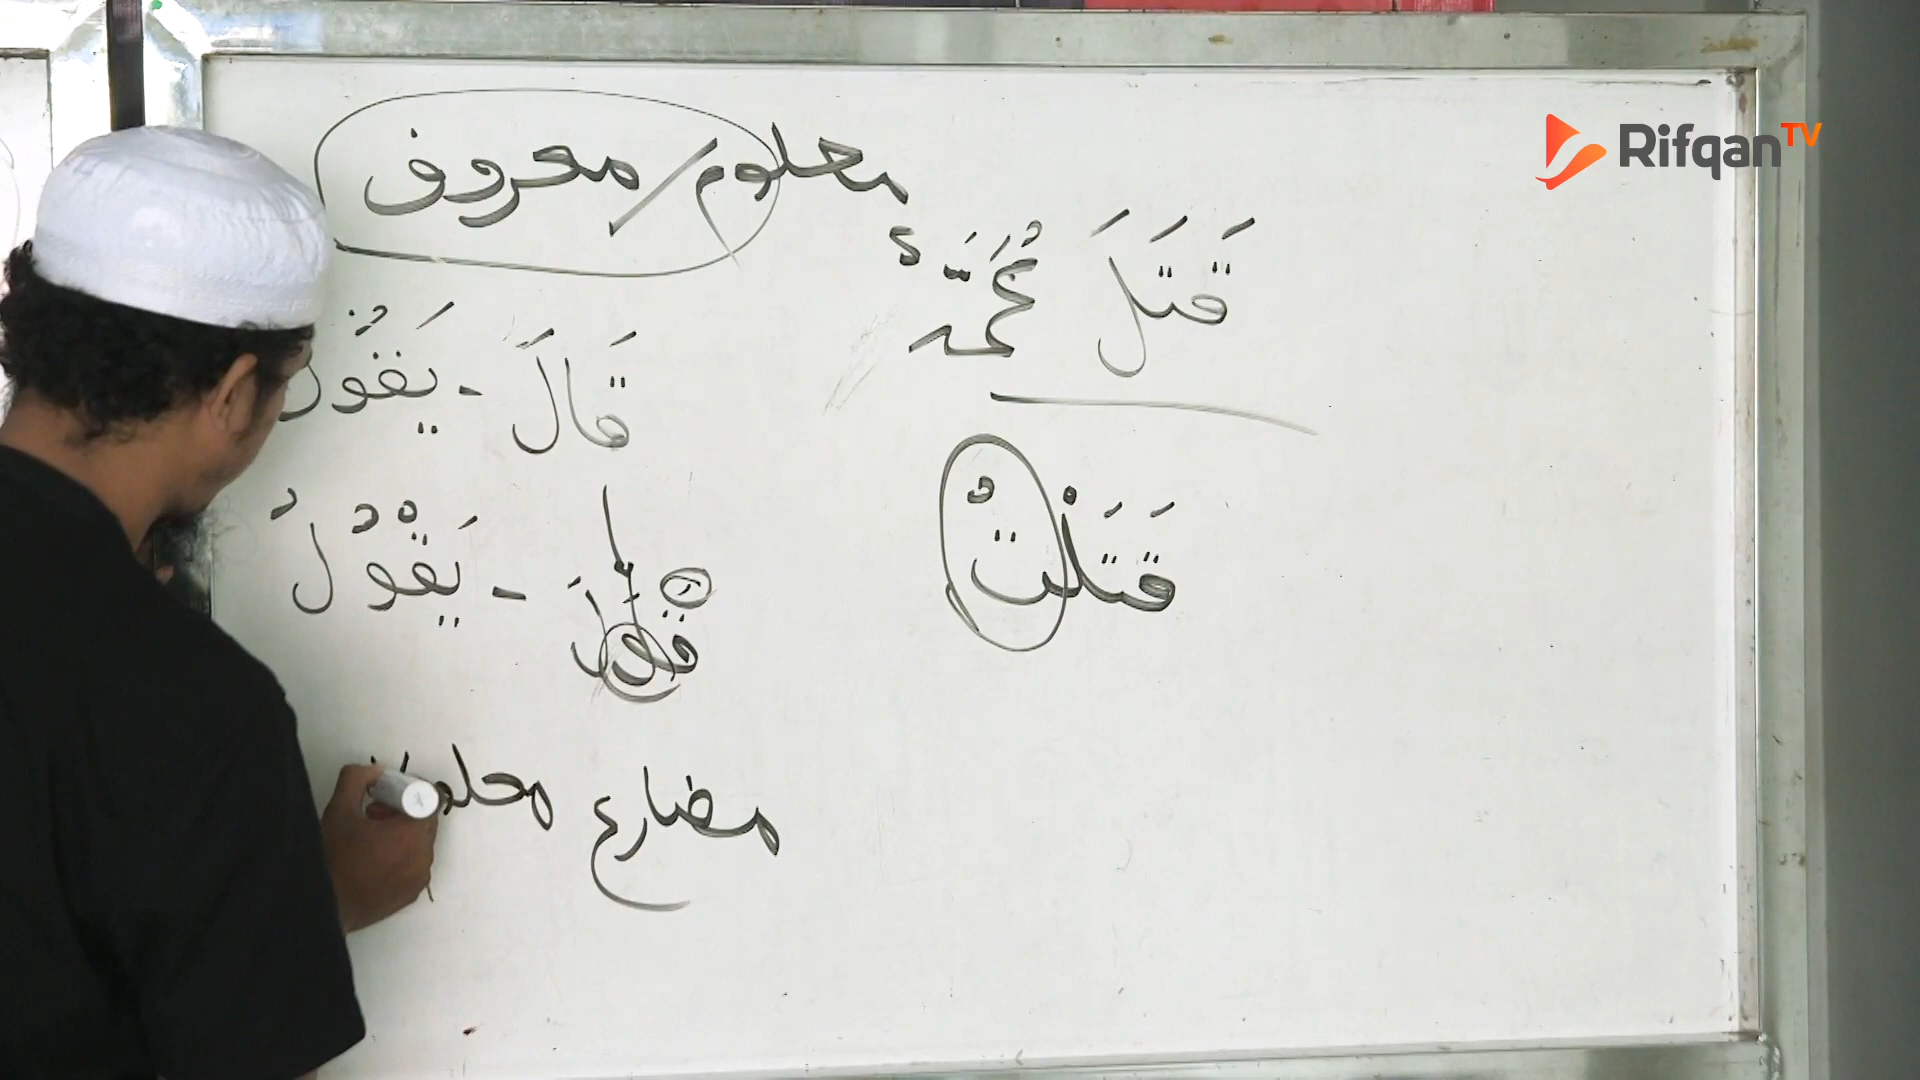 معلوم/معروف
قَتَلَ مُحَمَّدٌ
قَالَ - يَقُوْلُ
قَتَلْتُ
قَوَلَ - يَقْوُلُ
مضارع معلوم
Rifqan TV